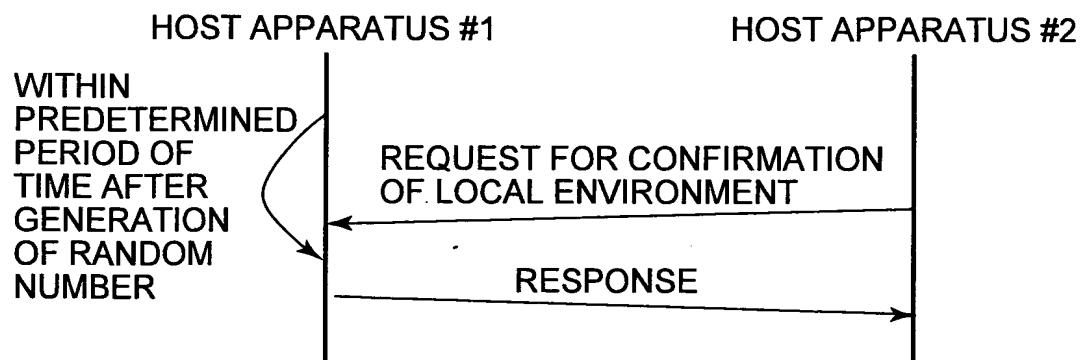 HOST APPARATUS #1
HOST APPARATUS #2
WITHIN
PREDETERMINED
PERIOD OF
TIME AFTER
GENERATION
OF RANDOM
NUMBER
REQUEST FOR CONFIRMATION
OF LOCAL ENVIRONMENT
RESPONSE